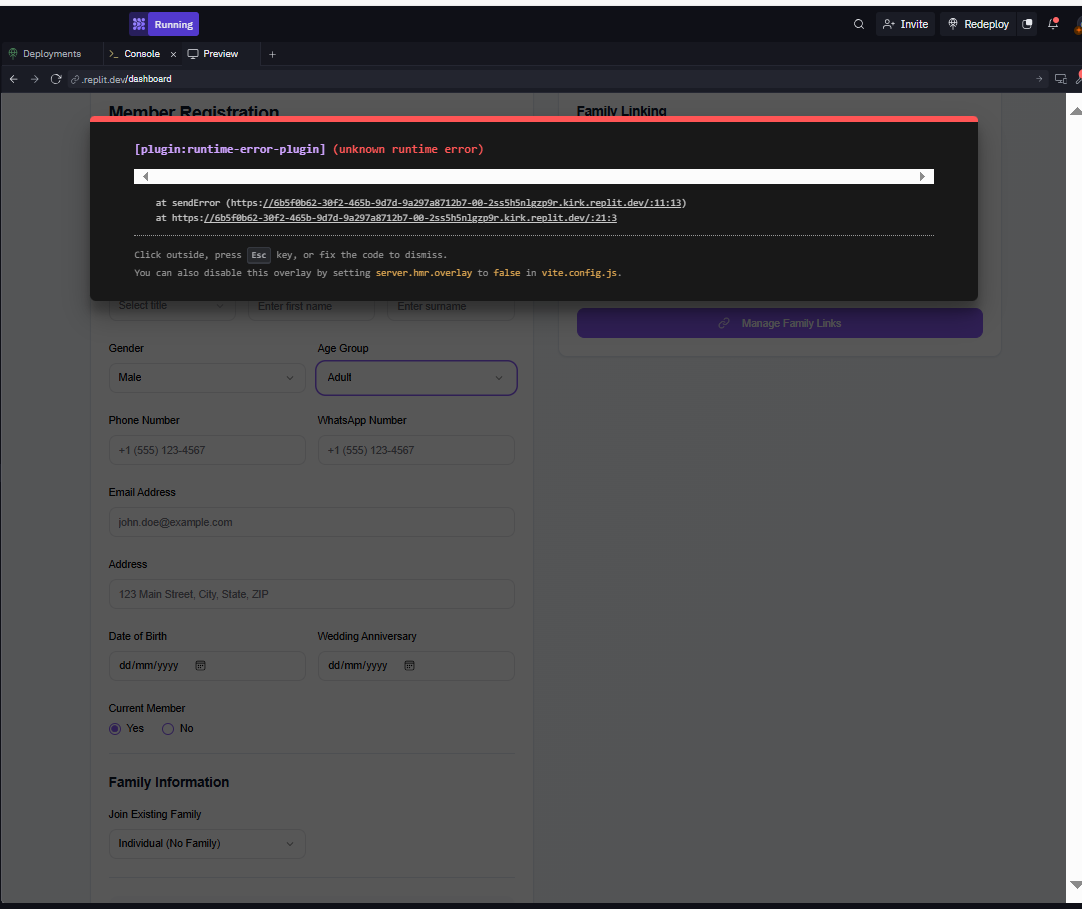 Running
Invite
Redeploy
Deployments
Console
Preview
.replit.dev/dashboard
Member Registration
Family Linking
[plugin:runtime-error-plugin] (unknown runtime error)
at sendError (https://6b5f0b62-30f2-465b-9d7d-9a297a8712b7-00-2ss5h5nlgzp9r.kirk.replit.dev/:11:13)
at https://6b5f0b62-30f2-465b-9d7d-9a297a8712b7-00-2ss5h5nlgzp9r.kirk.replit.dev/:21:3
Click outside, press Esc key, or fix the code to dismiss.
You can also disable this overlay by setting server.hmr.overlay to false in vite.config.js.
Select title
Enter first name
Enter surname
Manage Family Links
Gender
Age Group
Male
Adult
Phone Number
WhatsApp Number
+1 (555) 123-4567
+1 (555) 123-4567
Email Address
john.doe@example.com
Address
123 Main Street, City, State, ZIP
Date of Birth
Wedding Anniversary
dd/mm/yyyy
dd/mm/yyyy
Current Member
Yes
No
Family Information
Join Existing Family
Individual (No Family)